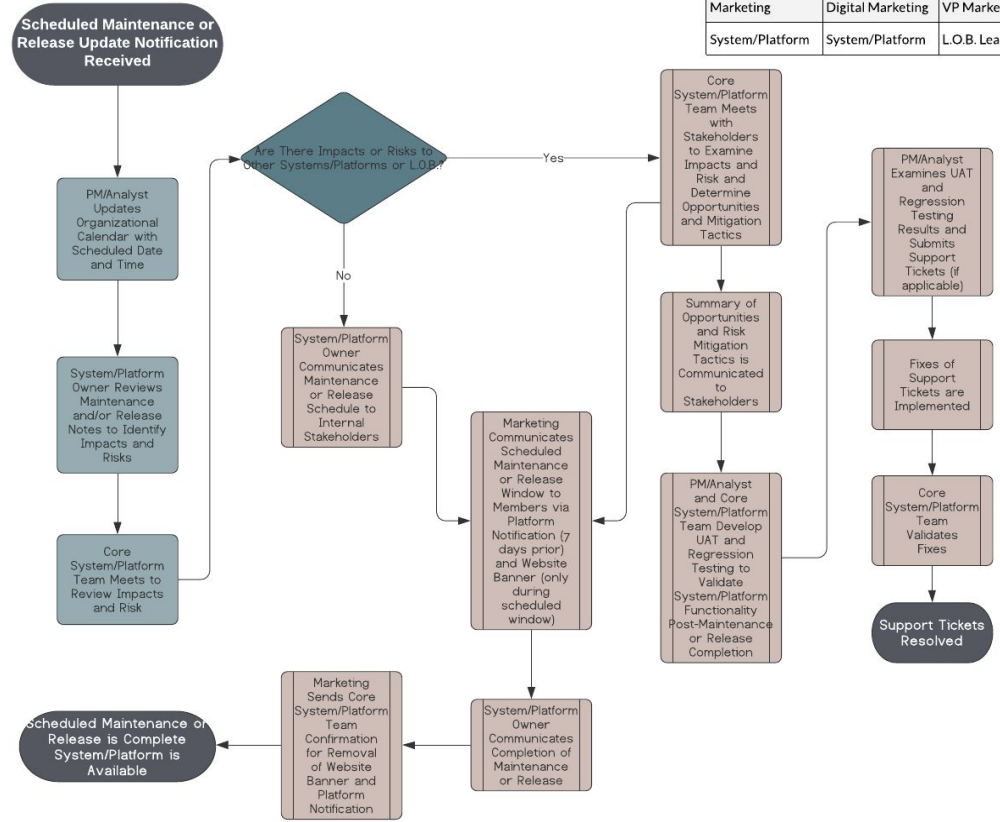 Marketing Digital Marketing VP Marke
System/Platform System/Platform L.O.B. Lea
Scheduled Maintenance or
Release Update Notification
Received
PM/Analyst
Updates
Organizational
Calendar with
Scheduled Date
and Time
System/Platform
Owner Reviews
Maintenance
and/or Release
Notes to Identify
Impacts and
Risks
Core
System/Platform
Team Meets to
Review Impacts
and Risk
Are There Impacts or Risks to
Other Systems/Platforms or L.O.B.?
Yes
No
System/Platform
Owner
Communicates
Maintenance
or Release
Schedule to
Internal
Stakeholders
Marketing
Communicates
Scheduled
Maintenance
or Release
Window to
Members via
Platform
Notification (7
days prior)
and Website
Banner (only
during
scheduled
window)
Core
System/Platform
Team Meets
with
Stakeholders
to Examine
Impacts and
Risk and
Determine
Opportunities
and Mitigation
Tactics
Summary of
Opportunities
and Risk
Mitigation
Tactics is
Communicated
to
Stakeholders
PM/Analyst
and Core
System/Platform
Team Develop
UAT and
Regression
Testing to
Validate
System/Platform
Functionality
Post-Maintenance
or Release
Completion
PM/Analyst
Examines UAT
and
Regression
Testing
Results and
Submits
Support
Tickets (if
applicable)
Fixes of
Support
Tickets are
Implemented
Core
System/Platform
Team
Validates
Fixes
Support Tickets
Resolved
System/Platform
Owner
Communicates
Completion of
Maintenance
or Release
Marketing
Sends Core
System/Platform
Team
Confirmation
for Removal
of Website
Banner and
Platform
Notification
Scheduled Maintenance or
Release is Complete
System/Platform is
Available